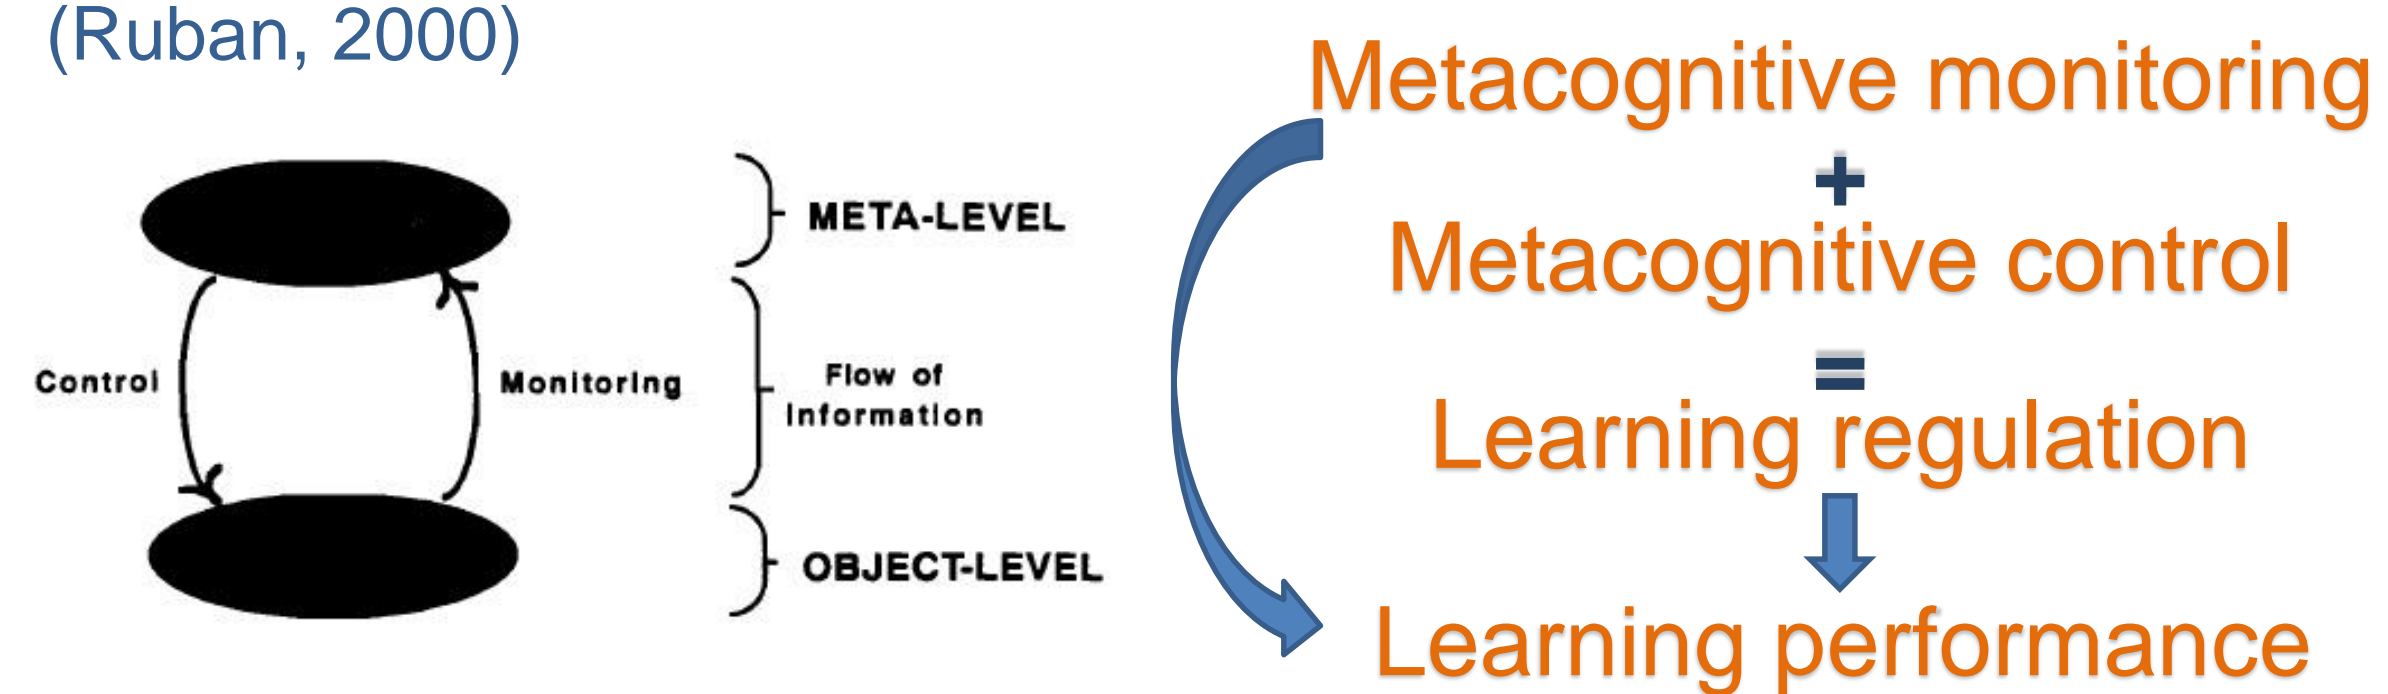 (Ruban, 2000)
META-LEVEL
Control
Monitoring
Flow of
Information
OBJECT-LEVEL
Metacognitive monitoring
+
Metacognitive control
=
Learning regulation
Learning performance